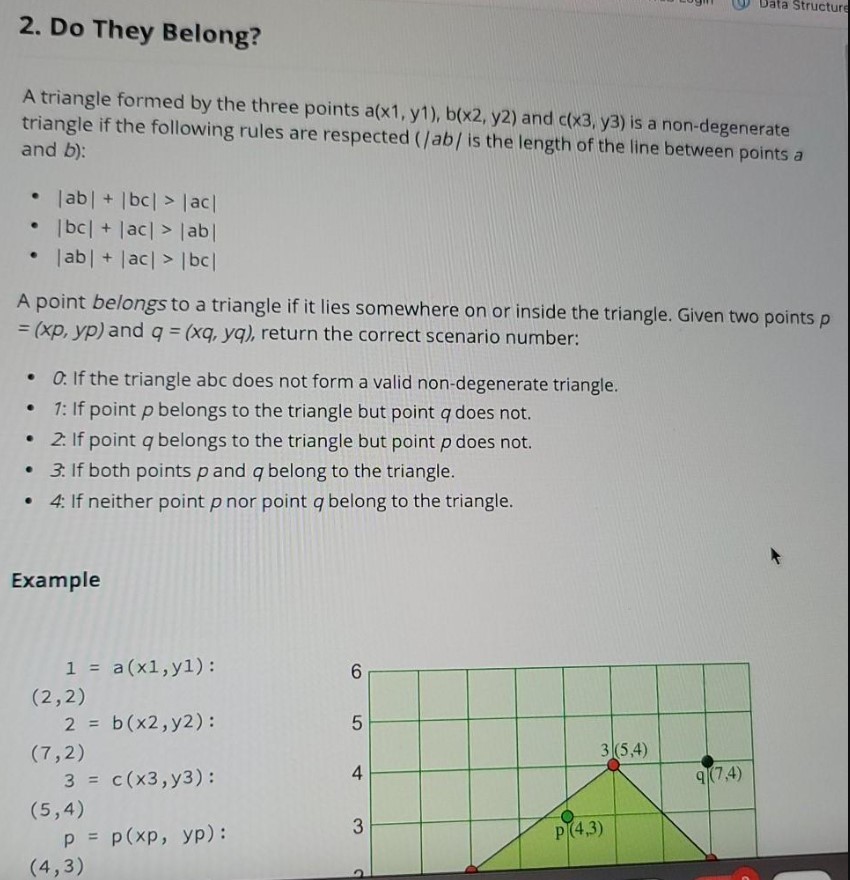 Data Structure
2. Do They Belong?
A triangle formed by the three points a(x1, y1), b(x2, y2) and c(x3, y3) is a non-degenerate
triangle if the following rules are respected (|ab| is the length of the line between points a
and b):
• |ab| + |bc| > |ac|
• |bc| + |ac| > |ab|
• |ab| + |ac| > |bc|
A point belongs to a triangle if it lies somewhere on or inside the triangle. Given two points p
= (xp, yp) and q = (xq, yq), return the correct scenario number:
• 0: If the triangle abc does not form a valid non-degenerate triangle.
• 1: If point p belongs to the triangle but point q does not.
• 2: If point q belongs to the triangle but point p does not.
• 3: If both points p and q belong to the triangle.
• 4: If neither point p nor point q belong to the triangle.
Example
1 = a(x1,y1):
(2,2)
2 = b(x2,y2):
(7,2)
3 = c(x3,y3):
(5,4)
p = p(xp, yp):
(4,3)
6
5
4
3
3(5,4)
q(7,4)
p(4,3)